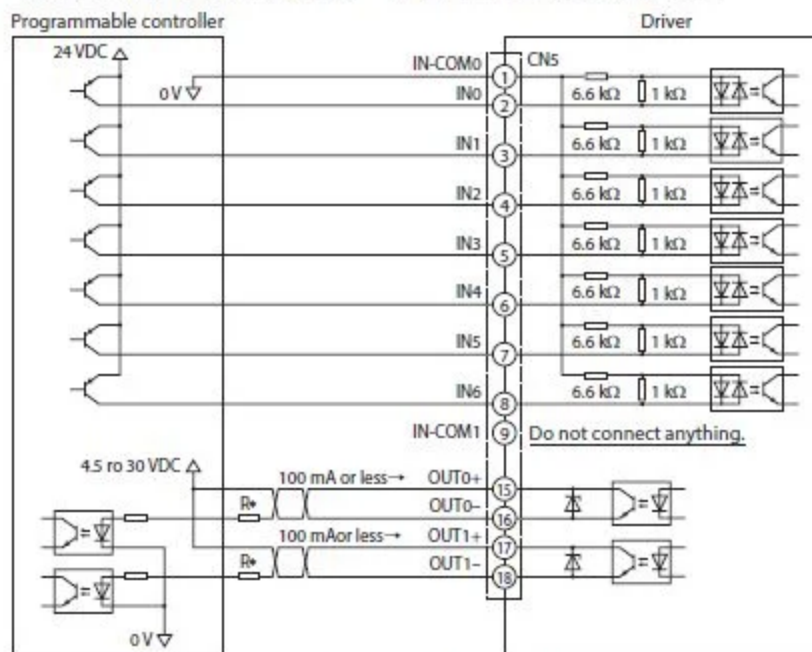 Programmable controller
Driver
24 VDC
IN-COM0
CN5
0 V
1
IN0
2
6.6 kΩ
1 kΩ
IN1
3
6.6 kΩ
1 kΩ
IN2
4
6.6 kΩ
1 kΩ
IN3
5
6.6 kΩ
1 kΩ
IN4
6
6.6 kΩ
1 kΩ
IN5
7
6.6 kΩ
1 kΩ
IN6
8
6.6 kΩ
1 kΩ
IN-COM1
9
Do not connect anything.
4.5 ro 30 VDC
100 mA or less→
OUT0+
15
R*
OUT0−
16
100 mAor less→
OUT1+
17
R*
OUT1−
18
0 V